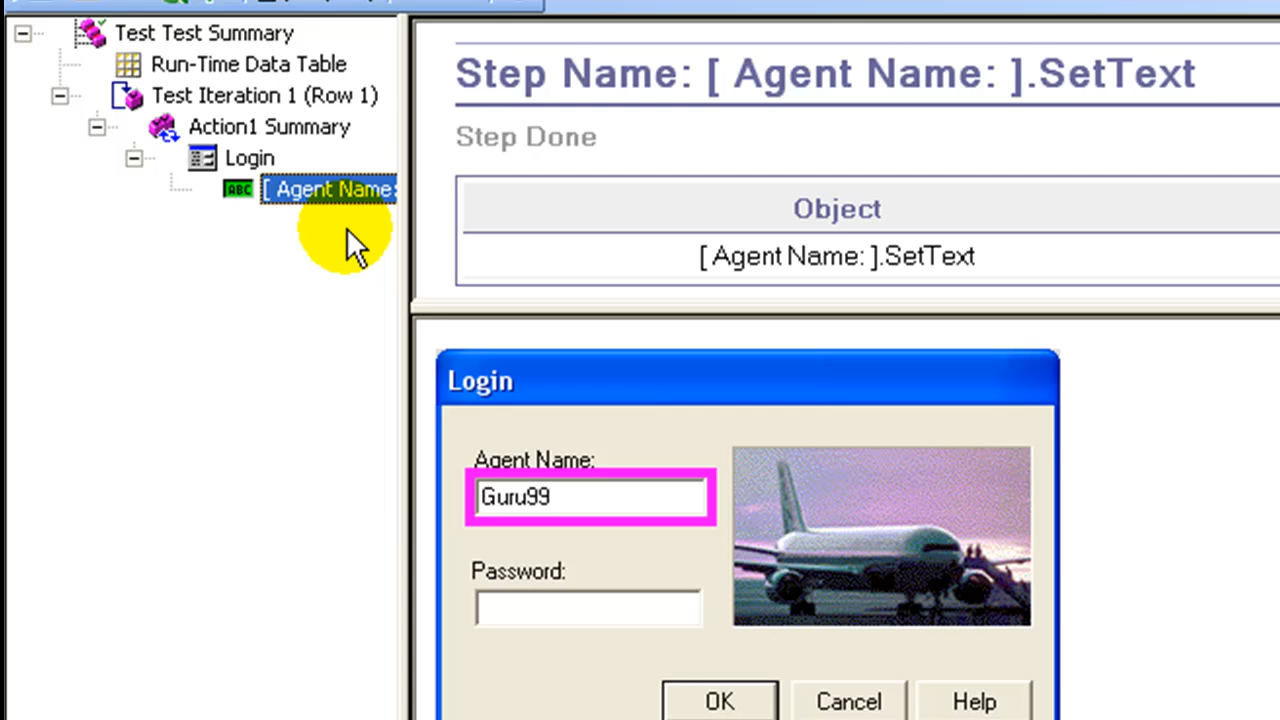 Test Test Summary
Run-Time Data Table
Test Iteration 1 (Row 1)
Action1 Summary
Login
ABC
[ Agent Name:
Step Name: [ Agent Name: ].SetText
Step Done
Object
[ Agent Name: ].SetText
Login
Agent Name:
Guru99
Password:
OK
Cancel
Help